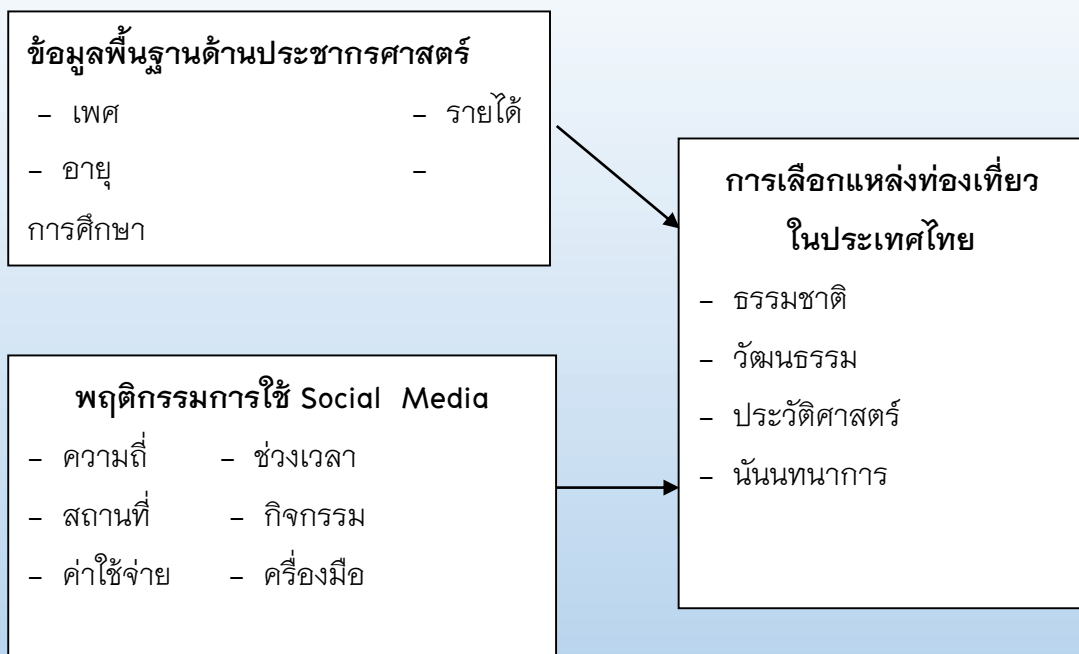 ข้อมูลพื้นฐานด้านประชากรศาสตร์
– เพศ – รายได้
– อายุ –
การศึกษา
การเลือกแหล่งท่องเที่ยว
ในประเทศไทย
– ธรรมชาติ
– วัฒนธรรม
– ประวัติศาสตร์
– นันนทนาการ
พฤติกรรมการใช้ Social Media
– ความถี่ – ช่วงเวลา
– สถานที่ – กิจกรรม
– ค่าใช้จ่าย – ครื่องมือ